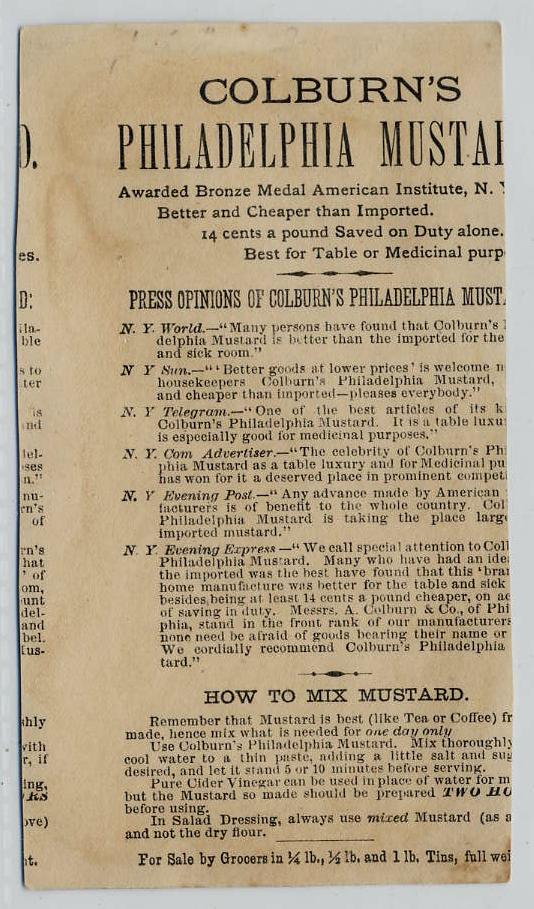 COLBURN'S
PHILADELPHIA MUSTA
Awarded Bronze Medal American Institute, N.
Better and Cheaper than Imported.
14 cents a pound Saved on Duty alone.
Best for Table or Medicinal purp
PRESS OPINIONS OF COLBURN'S PHILADELPHIA MUST
N. Y. World.—"Many persons have found that Colburn's
delphia Mustard is better than the imported for the
and sick room."
N Y Sun.—"'Better goods at lower prices' is welcome
housekeepers Colburn's Philadelphia Mustard,
and cheaper than imported—pleases everybody."
N. Y Telegram.—"One of the best articles of its k
Colburn's Philadelphia Mustard. It is a table luxu
is especially good for medicinal purposes."
N. Y. Com Advertiser.—"The celebrity of Colburn's Phi
phia Mustard as a table luxury and for Medicinal pu
has won for it a deserved place in prominent competi
N. Y Evening Post.—"Any advance made by American
facturers is of benefit to the whole country. Col
Philadelphia Mustard is taking the place larg
imported mustard."
N. Y. Evening Express—"We call special attention to Col
Philadelphia Mustard. Many who have had an ide
the imported was the best have found that this 'bra
home manufacture was better for the table and sick
besides being at least 14 cents a pound cheaper, on a
of saving in duty. Messrs. A. Colburn & Co., of Phi
phia, stand in the front rank of our manufacturers
none need be afraid of goods bearing their name or
We cordially recommend Colburn's Philadelphia
tard."
HOW TO MIX MUSTARD.
Remember that Mustard is best (like Tea or Coffee) fr
made, hence mix what is needed for one day only
Use Colburn's Philadelphia Mustard. Mix thoroughly
cool water to a thin paste, adding a little salt and sug
desired, and let it stand 5 or 10 minutes before serving.
Pure Cider Vinegar can be used in place of water for m
but the Mustard so made should be prepared TWO HO
before using.
In Salad Dressing, always use mixed Mustard (as a
and not the dry flour.
For Sale by Grocers in ¼ lb., ½ lb. and 1 lb. Tins, full wei